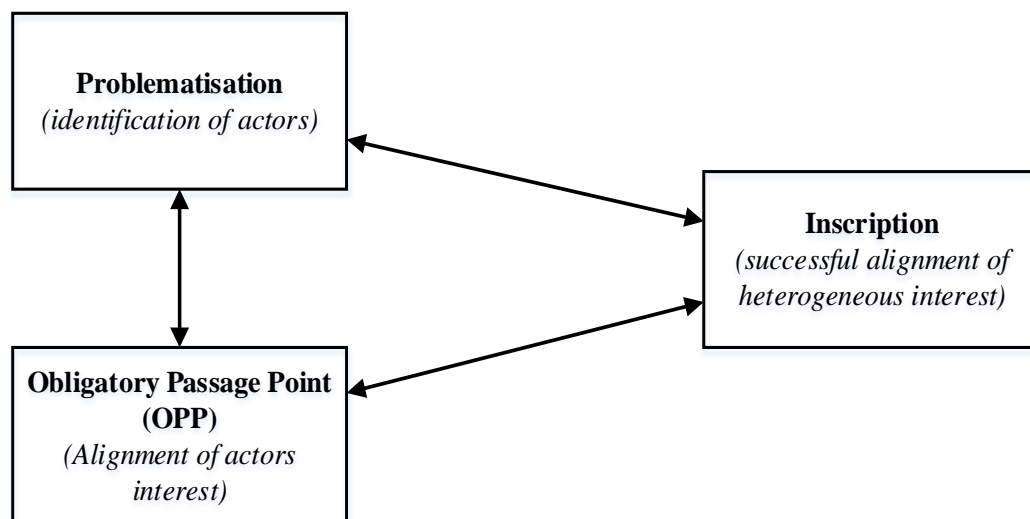 Problematisation
(identification of actors)
Inscription
(successful alignment of
heterogeneous interest)
Obligatory Passage Point
(OPP)
(Alignment of actors
interest)